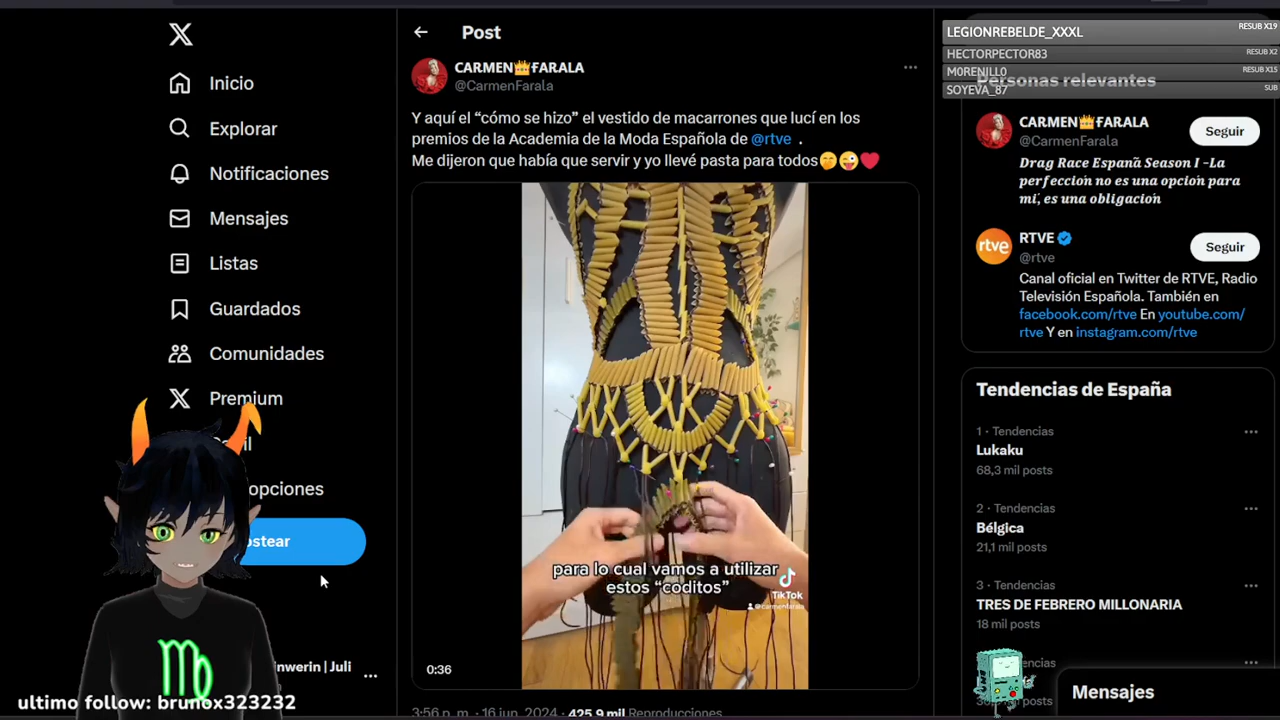 Inicio
Explorar
Notificaciones
Mensajes
Listas
Guardados
Comunidades
Premium
opciones
stear
inwerin | Juli
ultimo follow: brunox323232
Post
CARMEN👑FARALA
@CarmenFarala
Y aquí el “cómo se hizo” el vestido de macarrones que lucí en los
premios de la Academia de la Moda Española de @rtve .
Me dijeron que había que servir y yo llevé pasta para todos🤭😜❤️
para lo cual vamos a utilizar
estos “coditos”
TikTok
@carmenfarala
0:36
3:56 p. m. · 16 jun. 2024 · 425,9 mil Reproducciones
LEGIONREBELDE_XXXL RESUB X19
HECTORPECTOR83 RESUB X2
M0RENILL0 RESUB X15
SOYEVA_87 SUB
Personas relevantes
CARMEN👑FARALA
@CarmenFarala
Seguir
Drag Race España Season I -La
perfección no es una opción para
mí, es una obligación
RTVE
@rtve
Seguir
rtve
Canal oficial en Twitter de RTVE, Radio
Televisión Española. También en
facebook.com/rtve En youtube.com/
rtve Y en instagram.com/rtve
Tendencias de España
1 · Tendencias
Lukaku
68,3 mil posts
2 · Tendencias
Bélgica
21,1 mil posts
3 · Tendencias
TRES DE FEBRERO MILLONARIA
18 mil posts
encias
Mensajes